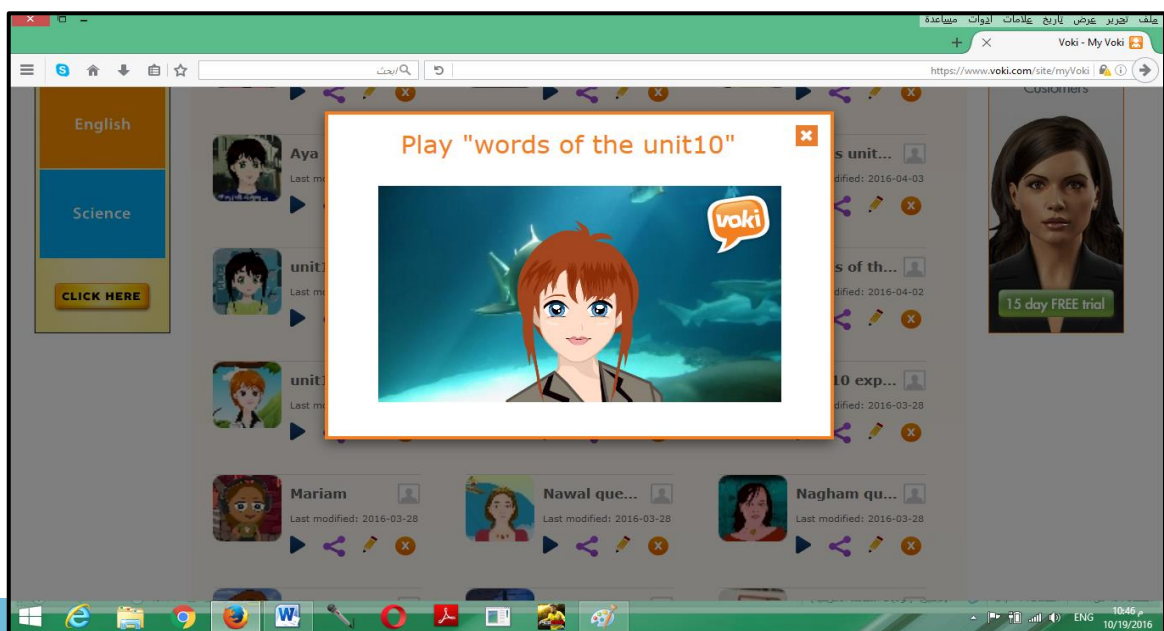 ملف تحرير عرض تاريخ علامات أدوات مساعدة
Voki - My Voki
https://www.voki.com/site/myVoki
ابحث
English
Science
CLICK HERE
Customers
15 day FREE trial
Play "words of the unit10"
voki
Aya
s unit...
Last mo
dified: 2016-04-03
unit1
s of th...
Last mo
dified: 2016-04-02
unit1
10 exp...
Last mo
dified: 2016-03-28
Mariam
Nawal que...
Nagham qu...
Last modified: 2016-03-28
Last modified: 2016-03-28
Last modified: 2016-03-28
ENG
10:46 م
10/19/2016